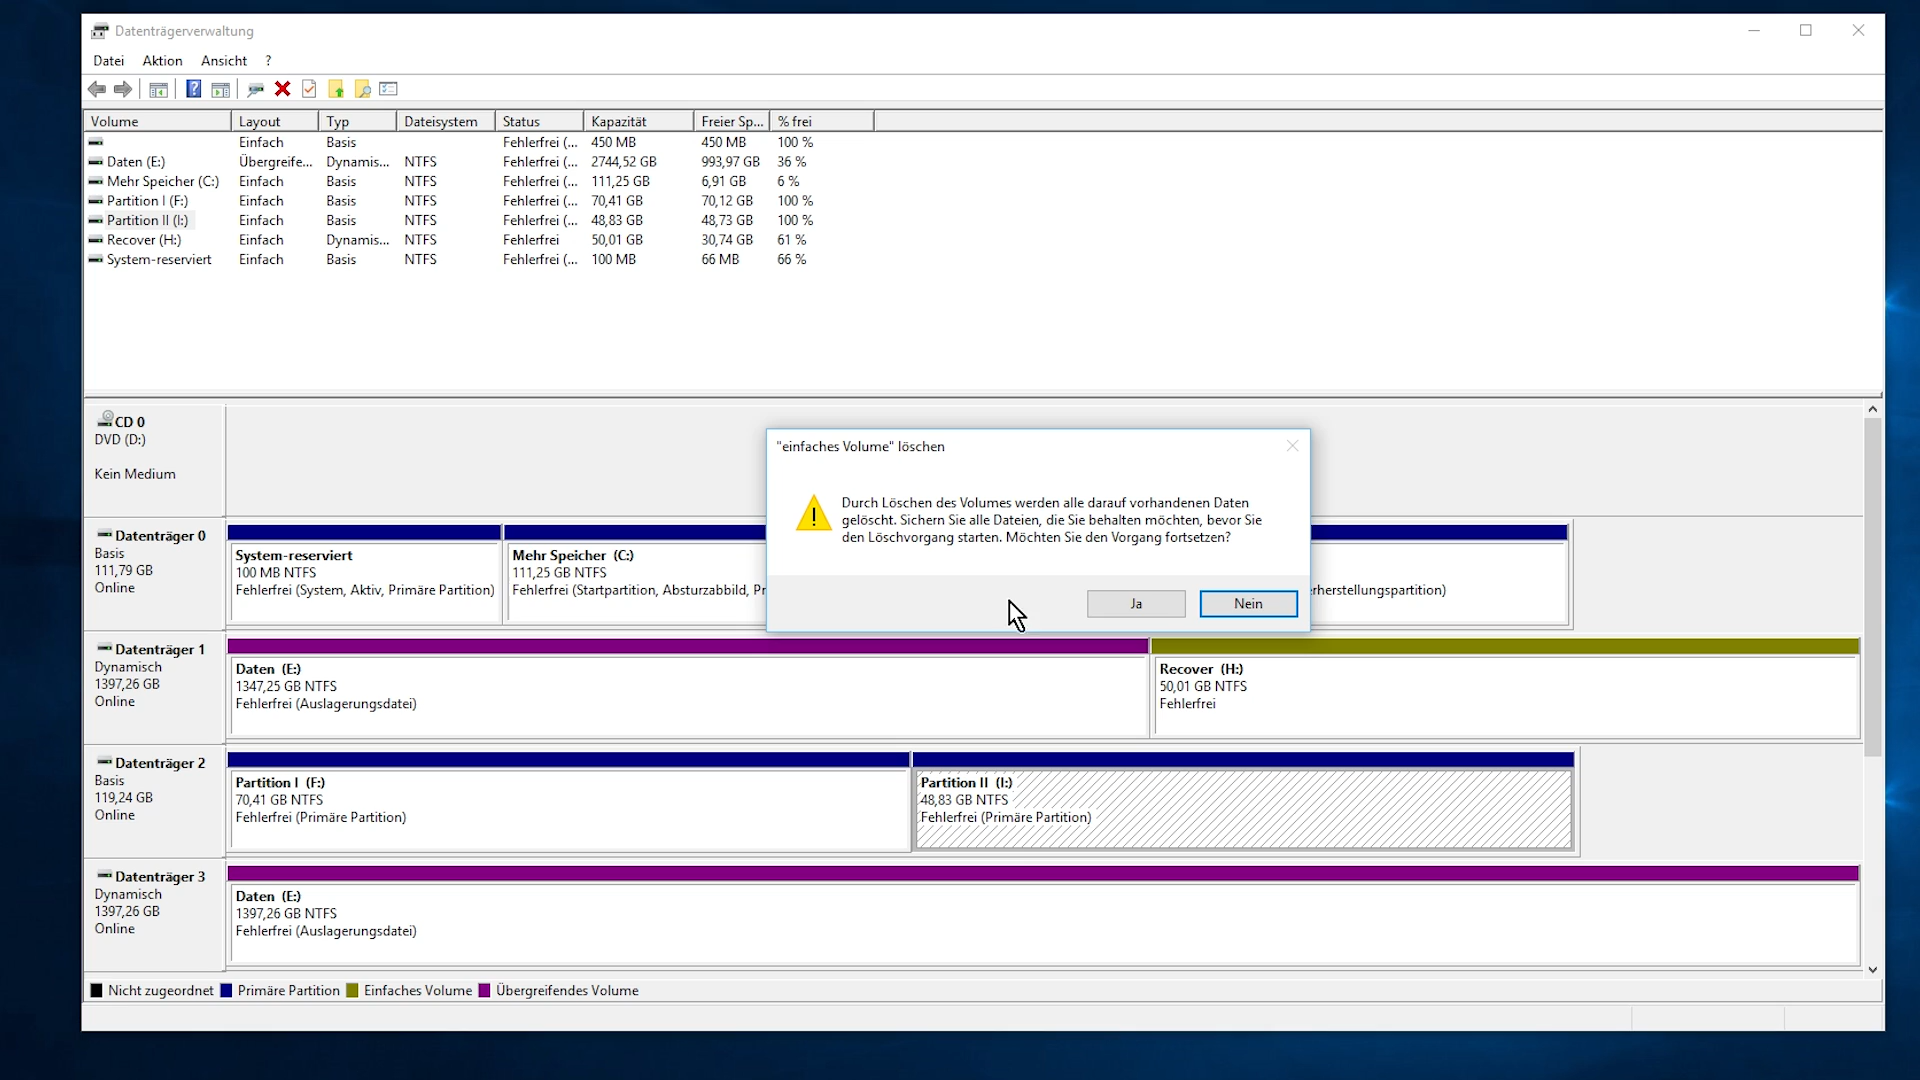 Datenträgerverwaltung
Datei Aktion Ansicht ?
Volume Layout Typ Dateisystem Status Kapazität Freier Sp... % frei
Einfach Basis Fehlerfrei (... 450 MB 450 MB 100 %
Daten (E:) Übergreife... Dynamis... NTFS Fehlerfrei (... 2744,52 GB 993,97 GB 36 %
Mehr Speicher (C:) Einfach Basis NTFS Fehlerfrei (... 111,25 GB 6,91 GB 6 %
Partition I (F:) Einfach Basis NTFS Fehlerfrei (... 70,41 GB 70,12 GB 100 %
Partition II (I:) Einfach Basis NTFS Fehlerfrei (... 48,83 GB 48,73 GB 100 %
Recover (H:) Einfach Dynamis... NTFS Fehlerfrei 50,01 GB 30,74 GB 61 %
System-reserviert Einfach Basis NTFS Fehlerfrei (... 100 MB 66 MB 66 %
CD 0
DVD (D:)
Kein Medium
"einfaches Volume" löschen
Durch Löschen des Volumes werden alle darauf vorhandenen Daten
gelöscht. Sichern Sie alle Dateien, die Sie behalten möchten, bevor Sie
den Löschvorgang starten. Möchten Sie den Vorgang fortsetzen?
Ja Nein
Datenträger 0
Basis
111,79 GB
Online
System-reserviert
100 MB NTFS
Fehlerfrei (System, Aktiv, Primäre Partition)
Mehr Speicher (C:)
111,25 GB NTFS
Fehlerfrei (Startpartition, Absturzabbild, Pr
rherstellungspartition)
Datenträger 1
Dynamisch
1397,26 GB
Online
Daten (E:)
1347,25 GB NTFS
Fehlerfrei (Auslagerungsdatei)
Recover (H:)
50,01 GB NTFS
Fehlerfrei
Datenträger 2
Basis
119,24 GB
Online
Partition I (F:)
70,41 GB NTFS
Fehlerfrei (Primäre Partition)
Partition II (I:)
48,83 GB NTFS
Fehlerfrei (Primäre Partition)
Datenträger 3
Dynamisch
1397,26 GB
Online
Daten (E:)
1397,26 GB NTFS
Fehlerfrei (Auslagerungsdatei)
Nicht zugeordnet Primäre Partition Einfaches Volume Übergreifendes Volume